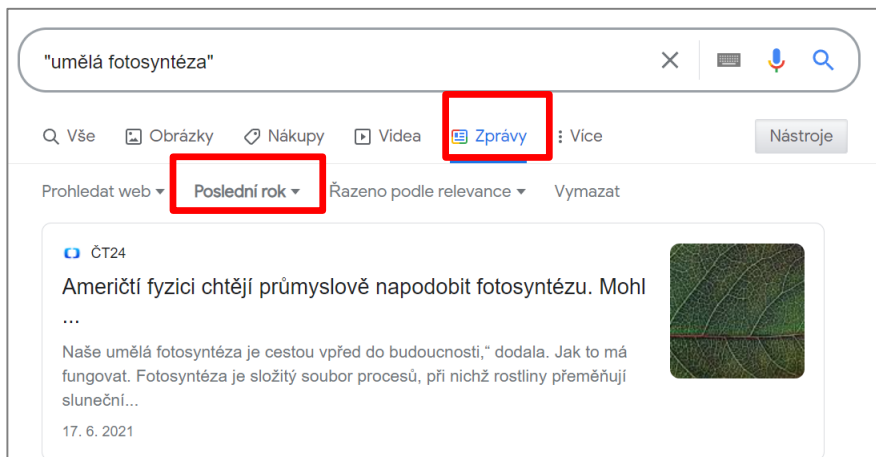 "umělá fotosyntéza"
Vše Obrázky Nákupy Videa Zprávy Více Nástroje
Prohledat web Poslední rok Řazeno podle relevance Vymazat
ČT24
Američtí fyzici chtějí průmyslově napodobit fotosyntézu. Mohl
...
Naše umělá fotosyntéza je cestou vpřed do budoucnosti,“ dodala. Jak to má
fungovat. Fotosyntéza je složitý soubor procesů, při nichž rostliny přeměňují
sluneční...
17. 6. 2021